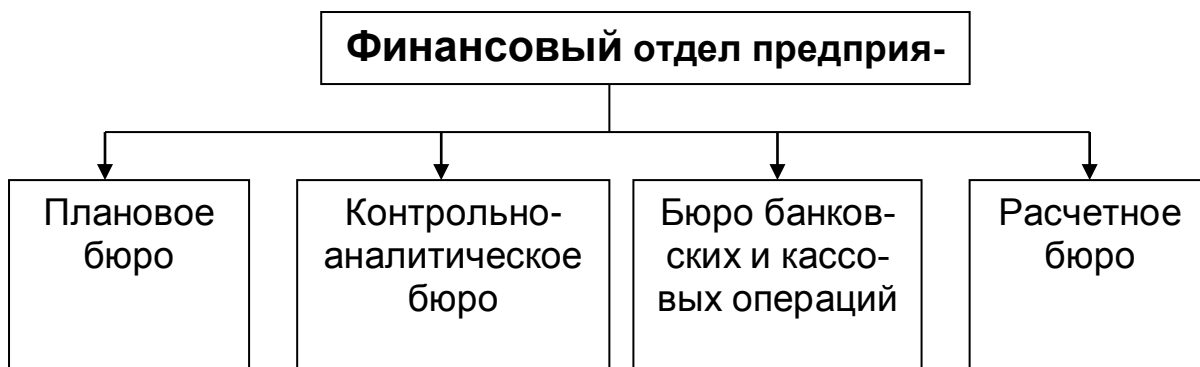 Финансовый отдел предприя-
Плановое
бюро
Контрольно-
аналитическое
бюро
Бюро банков-
ских и кассо-
вых операций
Расчетное
бюро